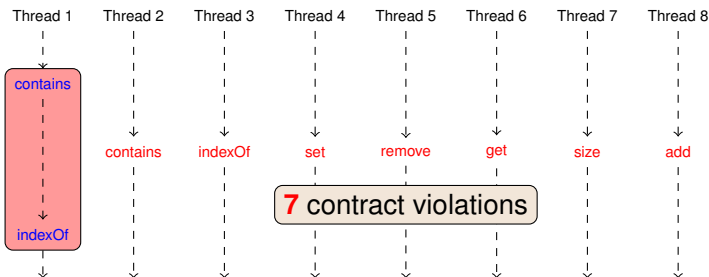 Thread 1 Thread 2 Thread 3 Thread 4 Thread 5 Thread 6 Thread 7 Thread 8
contains
contains indexOf set remove get size add
7 contract violations
indexOf